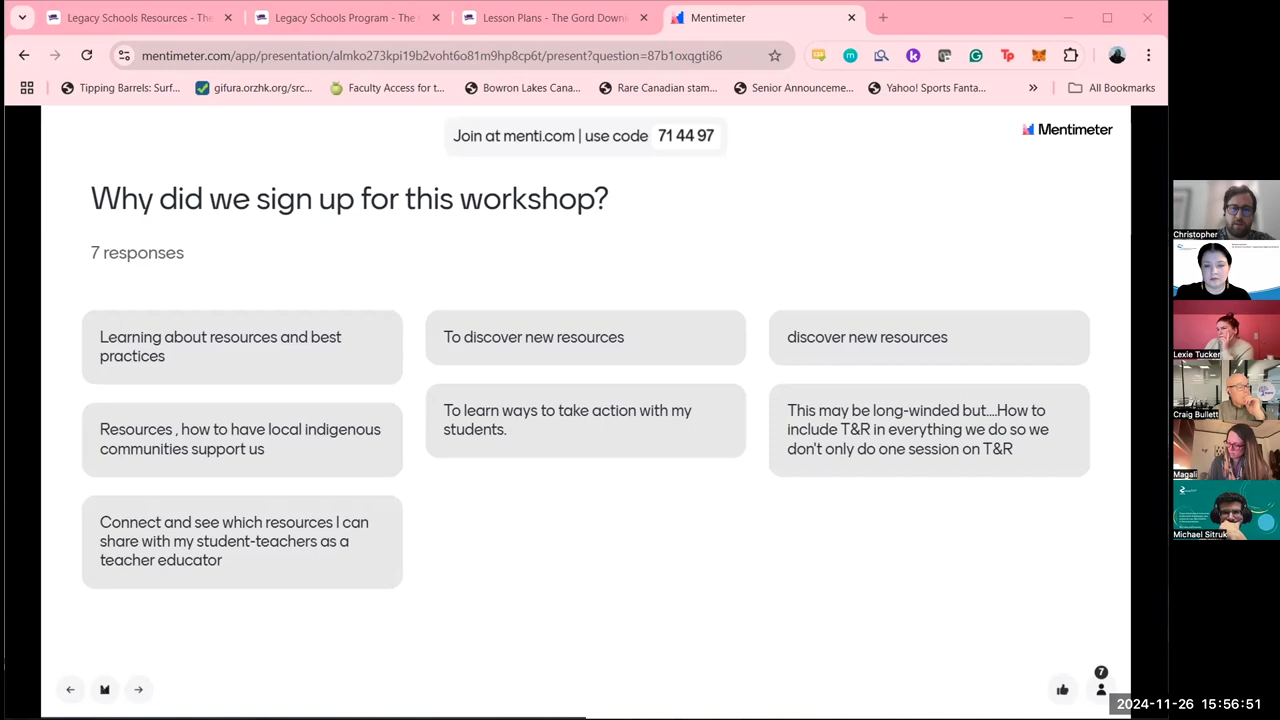 Legacy Schools Resources - The
Legacy Schools Program - The
Lesson Plans - The Gord Downi
Mentimeter
mentimeter.com/app/presentation/almko273kpi19b2voht6o81m9hp8cp6t/present?question=87b1oxqgti86
Tipping Barrels: Surf...
gifura.orzhk.org/src...
Faculty Access for t...
Bowron Lakes Cana...
Rare Canadian stam...
Senior Announceme...
Yahoo! Sports Fanta...
All Bookmarks
Join at menti.com | use code 71 44 97
Mentimeter
Why did we sign up for this workshop?
7 responses
Learning about resources and best
practices
To discover new resources
discover new resources
Resources , how to have local indigenous
communities support us
To learn ways to take action with my
students.
This may be long-winded but....How to
include T&R in everything we do so we
don't only do one session on T&R
Connect and see which resources I can
share with my student-teachers as a
teacher educator
7
Christopher
Lexie Tucker
Craig Bullett
Magali
Michael Sitruk
2024-11-26 15:56:51